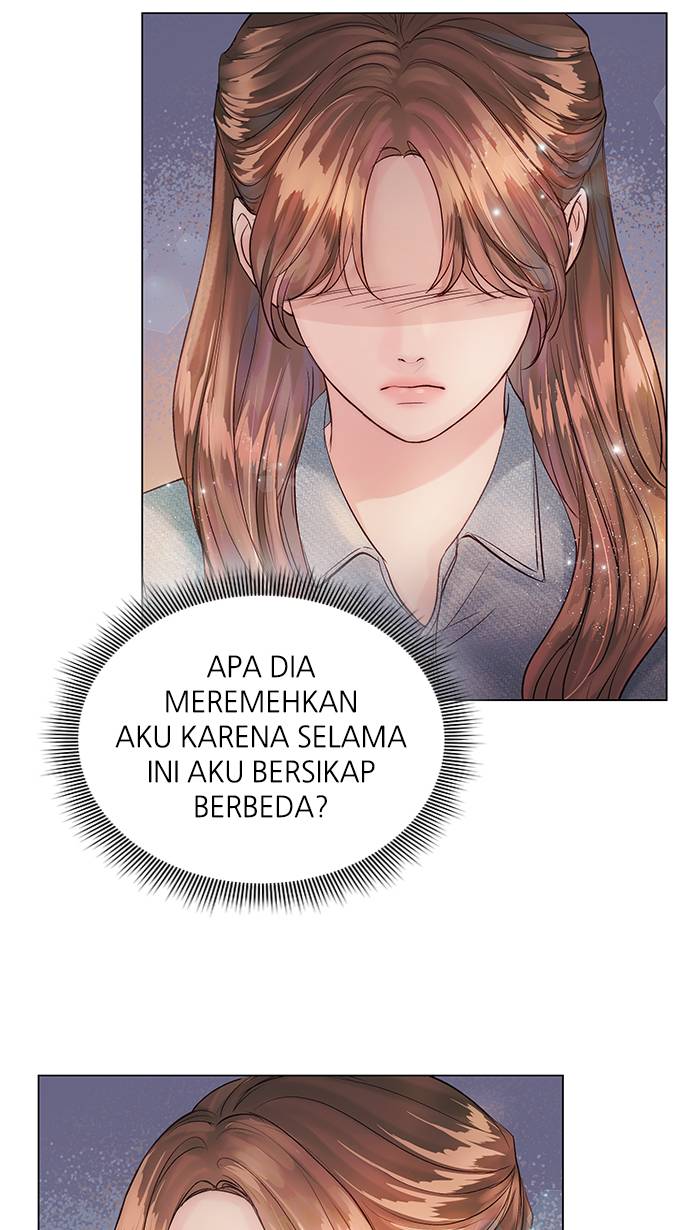 APA DIA
MEREMEHKAN
AKU KARENA SELAMA
INI AKU BERSIKAP
BERBEDA?